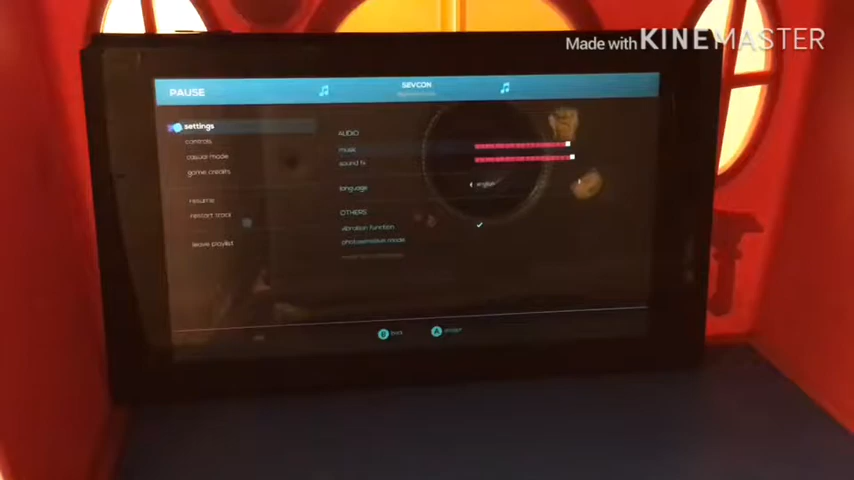 Made with KINEMASTER
PAUSE
SEVCON
settings
controls
casual mode
game credits
resume
restart track
leave playlist
AUDIO
music
sound fx
language
english
OTHERS
vibration function
photosensitive mode
B back
A